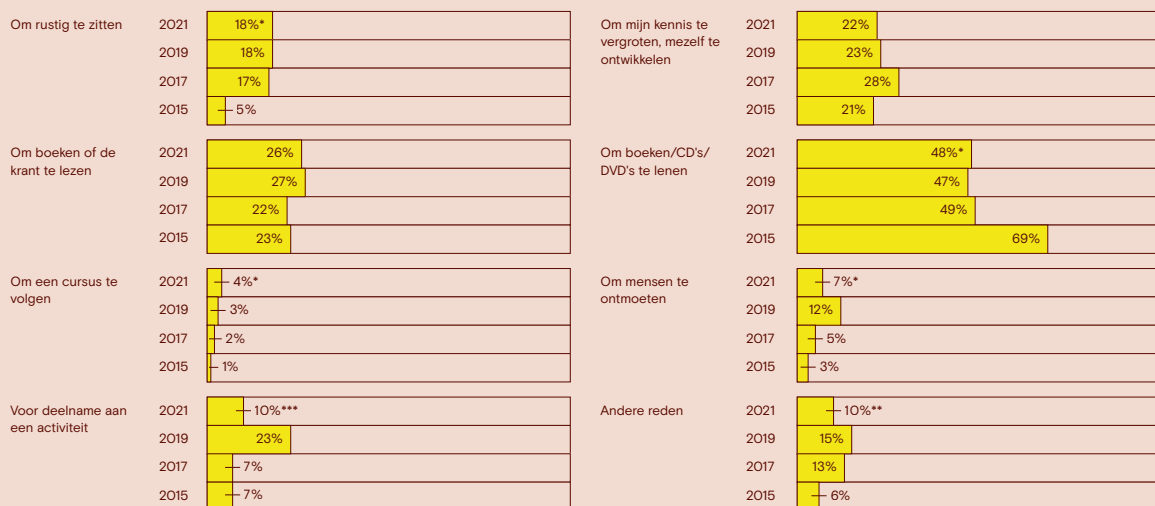 Om rustig te zitten
2021 18%*
2019 18%
2017 17%
2015 5%
Om boeken of de
krant te lezen
2021 26%
2019 27%
2017 22%
2015 23%
Om een cursus te
volgen
2021 4%*
2019 3%
2017 2%
2015 1%
Voor deelname aan
een activiteit
2021 10%***
2019 23%
2017 7%
2015 7%
Om mijn kennis te
vergroten, mezelf te
ontwikkelen
2021 22%
2019 23%
2017 28%
2015 21%
Om boeken/CD's/
DVD's te lenen
2021 48%*
2019 47%
2017 49%
2015 69%
Om mensen te
ontmoeten
2021 7%*
2019 12%
2017 5%
2015 3%
Andere reden
2021 10%**
2019 15%
2017 13%
2015 6%